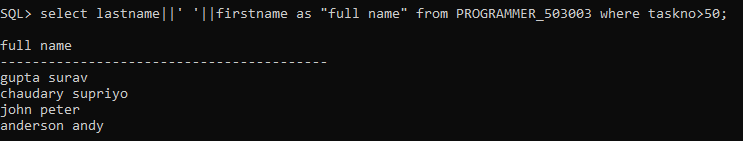 SQL> select lastname||' '||firstname as "full name" from PROGRAMMER_503003 where taskno>50;
full name
-----------------------------------------
gupta surav
chaudary supriyo
john peter
anderson andy